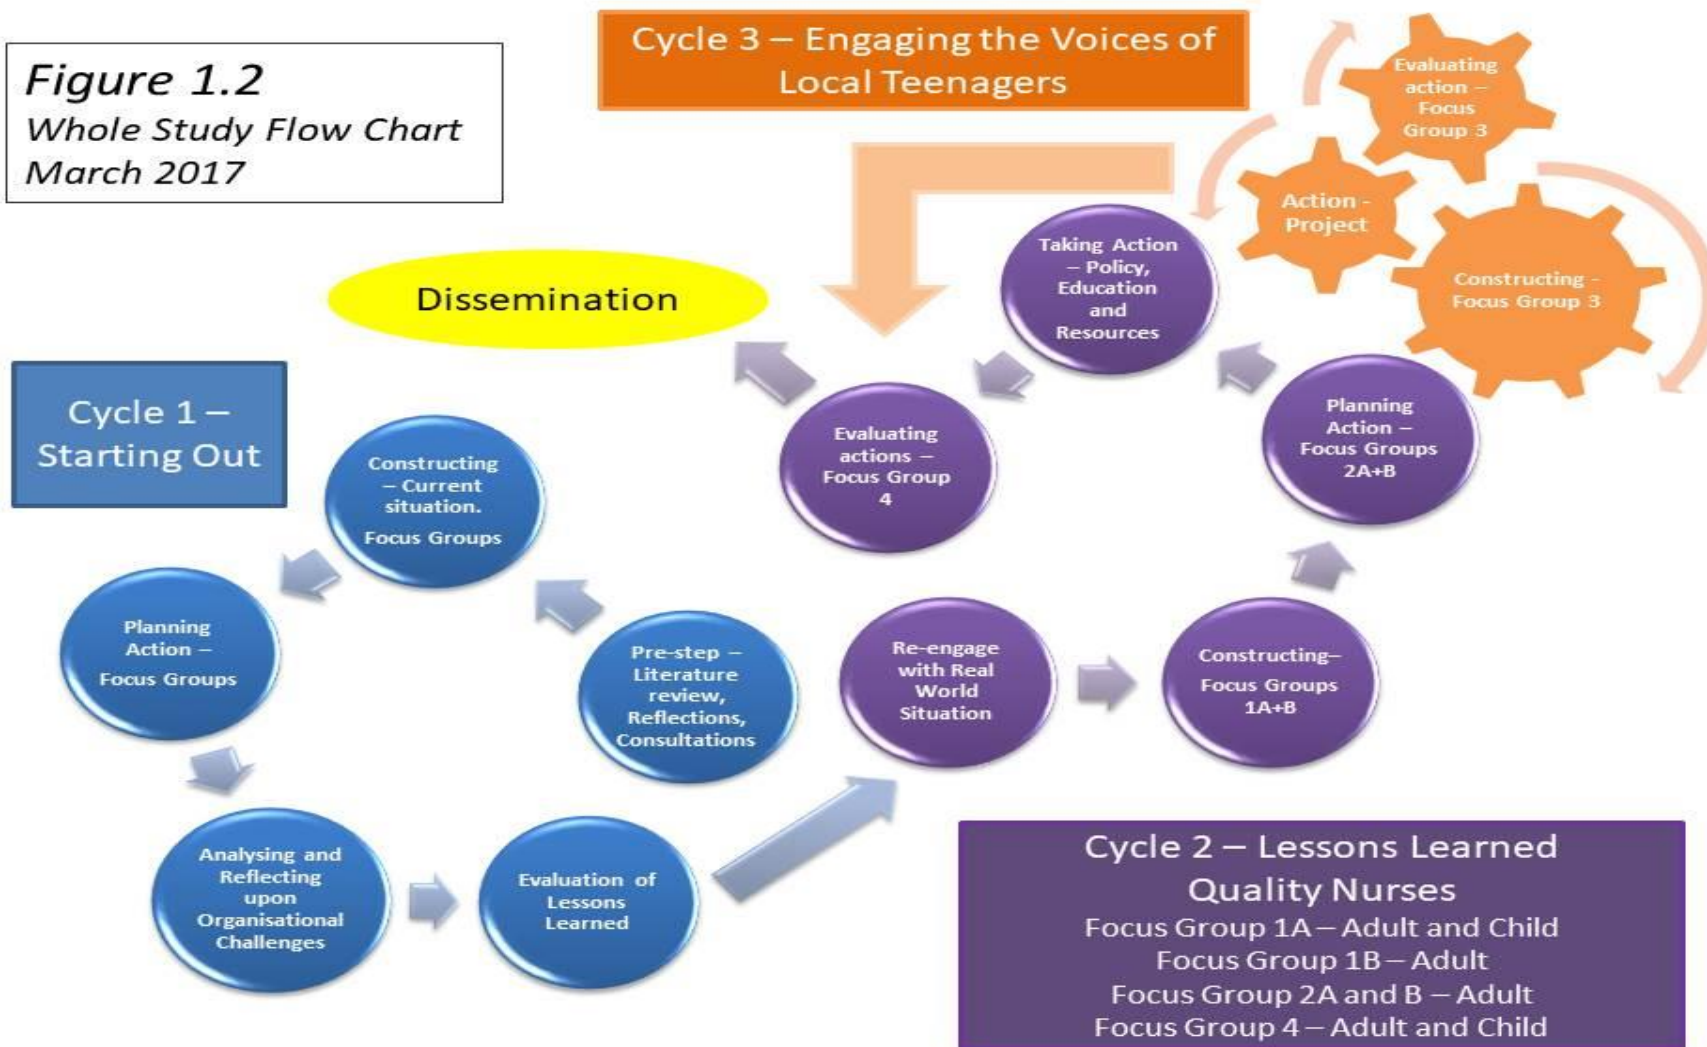 Figure 1.2
Whole Study Flow Chart
March 2017
Cycle 3 – Engaging the Voices of
Local Teenagers
Evaluating
action –
Focus
Group 3
Action -
Project
Constructing -
Focus Group 3
Taking Action
– Policy,
Education
and
Resources
Dissemination
Cycle 1 –
Starting Out
Planning
Action –
Focus Groups
2A+B
Evaluating
actions –
Focus Group
4
Constructing
– Current
situation.
Focus Groups
Planning
Action –
Focus Groups
Pre-step –
Literature
review,
Reflections,
Consultations
Re-engage
with Real
World
Situation
Constructing–
Focus Groups
1A+B
Analysing and
Reflecting
upon
Organisational
Challenges
Evaluation of
Lessons
Learned
Cycle 2 – Lessons Learned
Quality Nurses
Focus Group 1A – Adult and Child
Focus Group 1B – Adult
Focus Group 2A and B – Adult
Focus Group 4 – Adult and Child